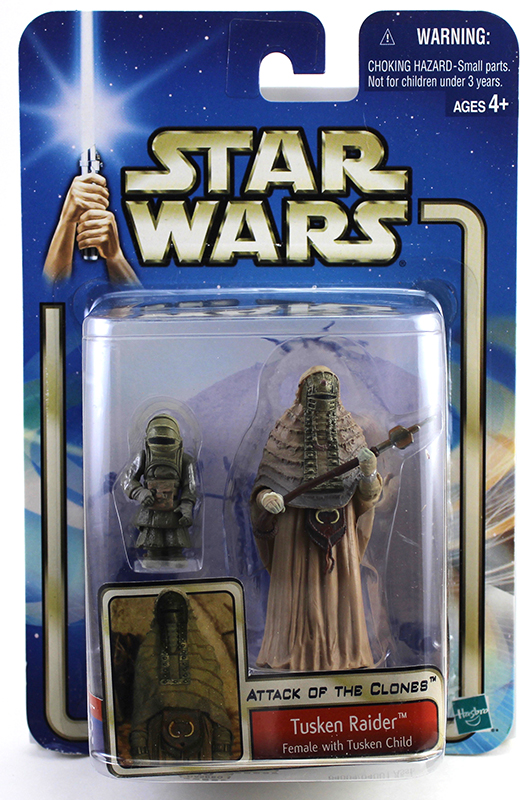 WARNING:
CHOKING HAZARD-Small parts.
Not for children under 3 years.
AGES 4+
STAR
WARS®
ATTACK OF THE CLONES™
Tusken Raider™
Female with Tusken Child
Hasbro